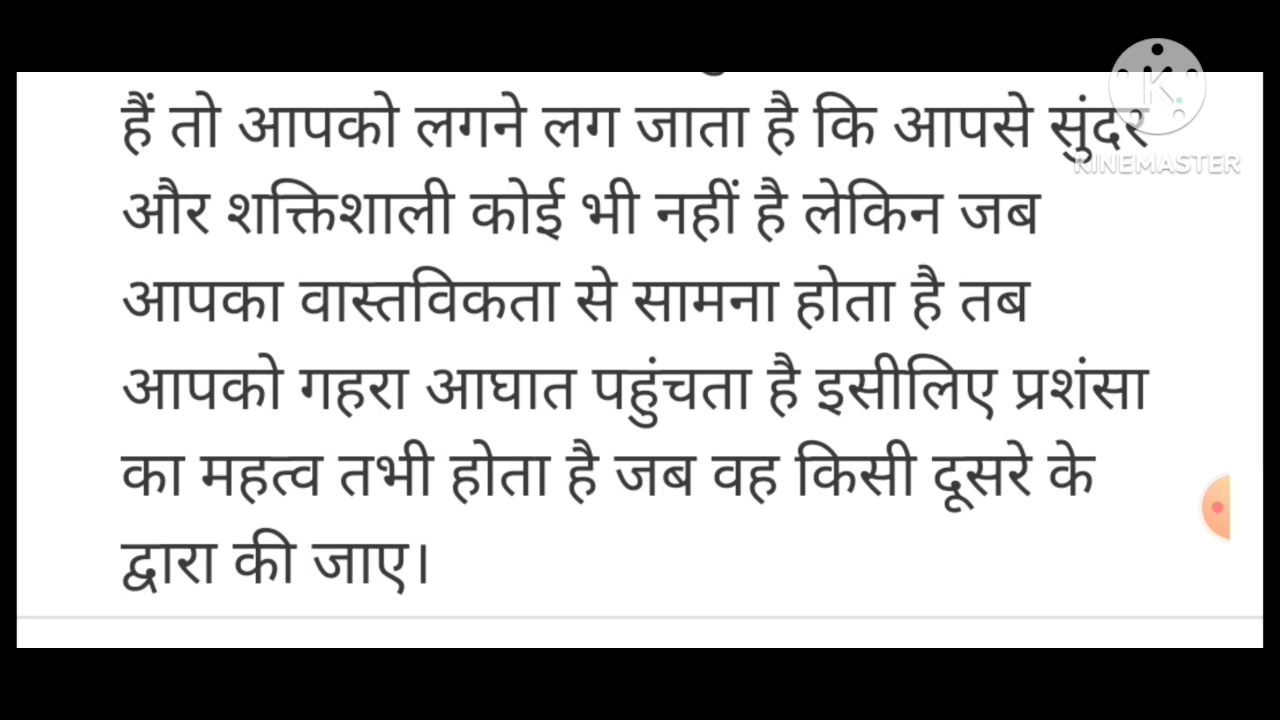 हैं तो आपको लगने लग जाता है कि आपसे सुंदर
और शक्तिशाली कोई भी नहीं है लेकिन जब
आपका वास्तविकता से सामना होता है तब
आपको गहरा आघात पहुंचता है इसीलिए प्रशंसा
का महत्व तभी होता है जब वह किसी दूसरे के
द्वारा की जाए।
K
KINEMASTER